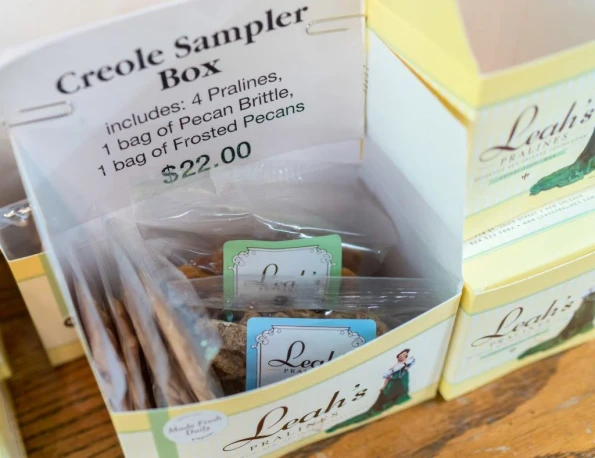 Creole Sampler
Box
includes: 4 Pralines,
1 bag of Pecan Brittle,
1 bag of Frosted Pecans
$22.00
Leah's
PRALINES
Leah
Leah
Leah's
PRALINES
Made Fresh
Daily
Leah's
PRALINES